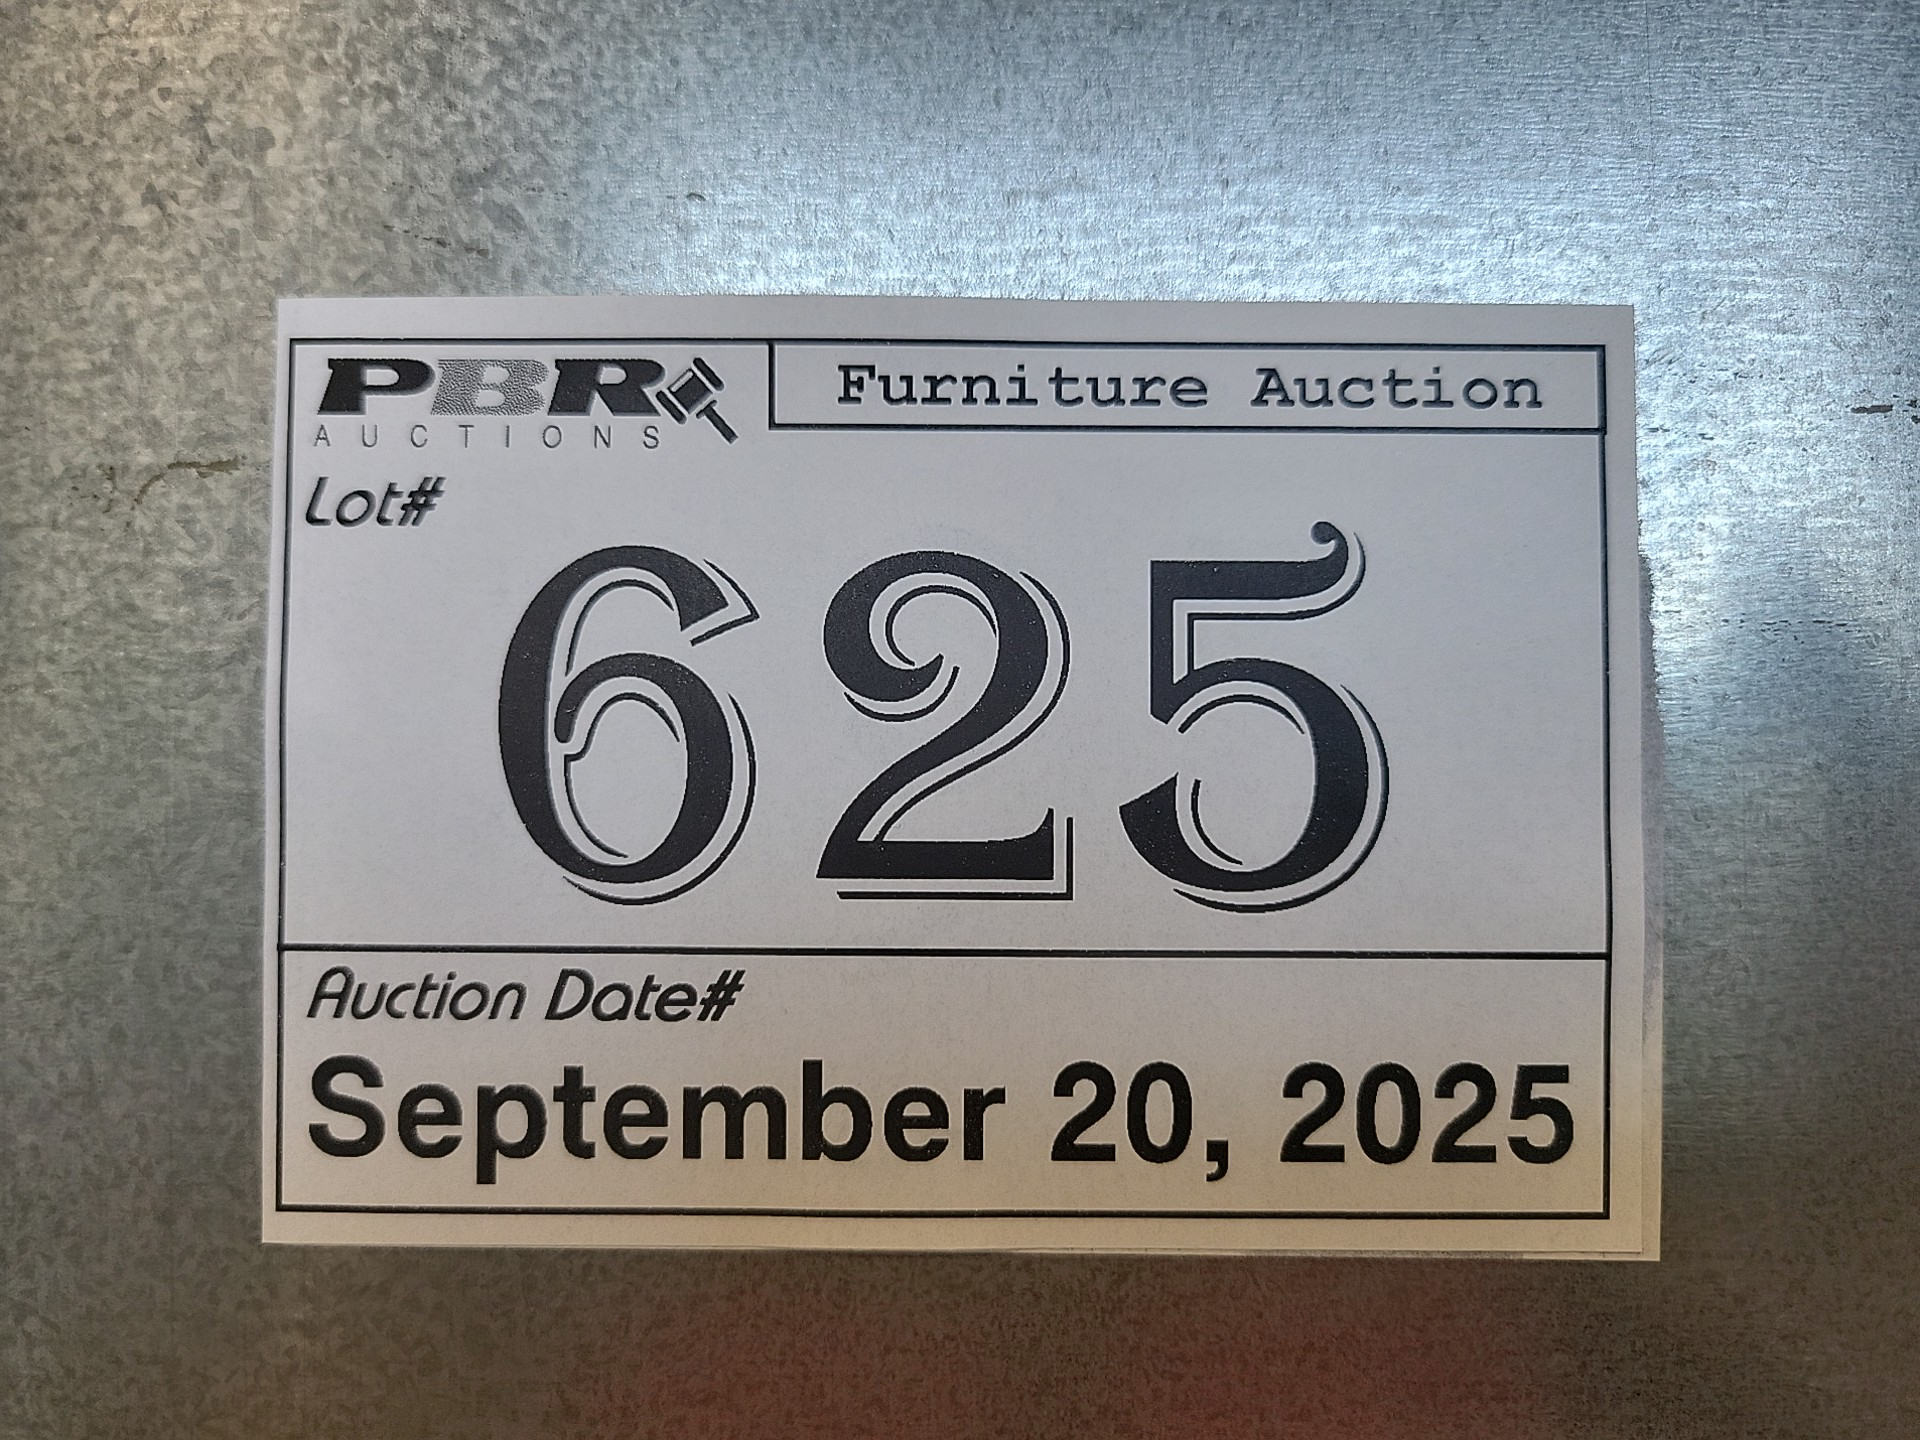 PBR
AUCTIONS
Furniture Auction
Lot#
625
Auction Date#
September 20, 2025